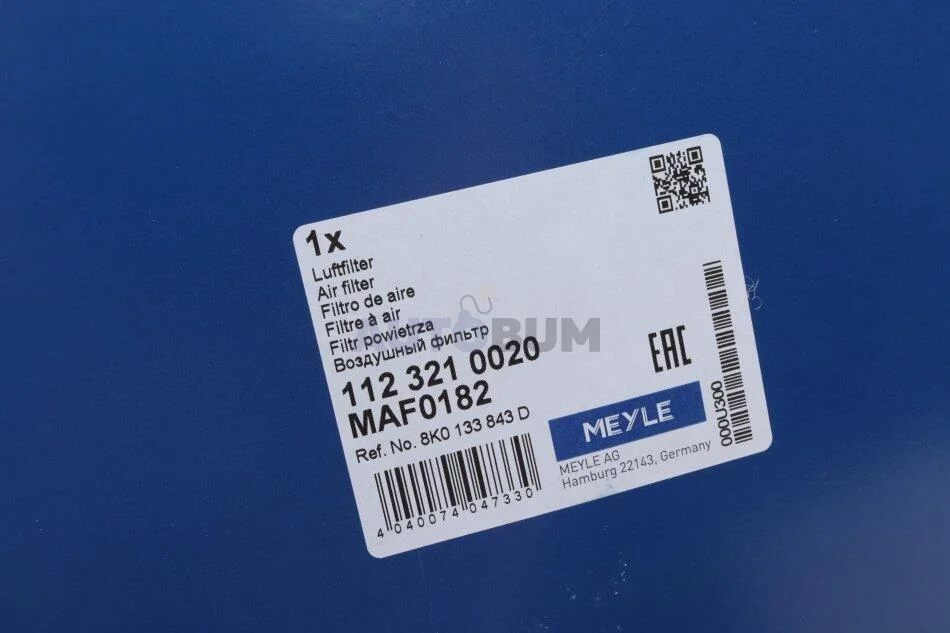 1x
Luftfilter
Air filter
Filtro de aire
Filtre à air
Filtr powietrza
Воздушный фильтр
112 321 0020
MAF0182
Ref. No. 8K0 133 843 D
4 040074 047330
EAC
MEYLE
MEYLE AG
Hamburg 22143, Germany
000U300
AUTOBUM